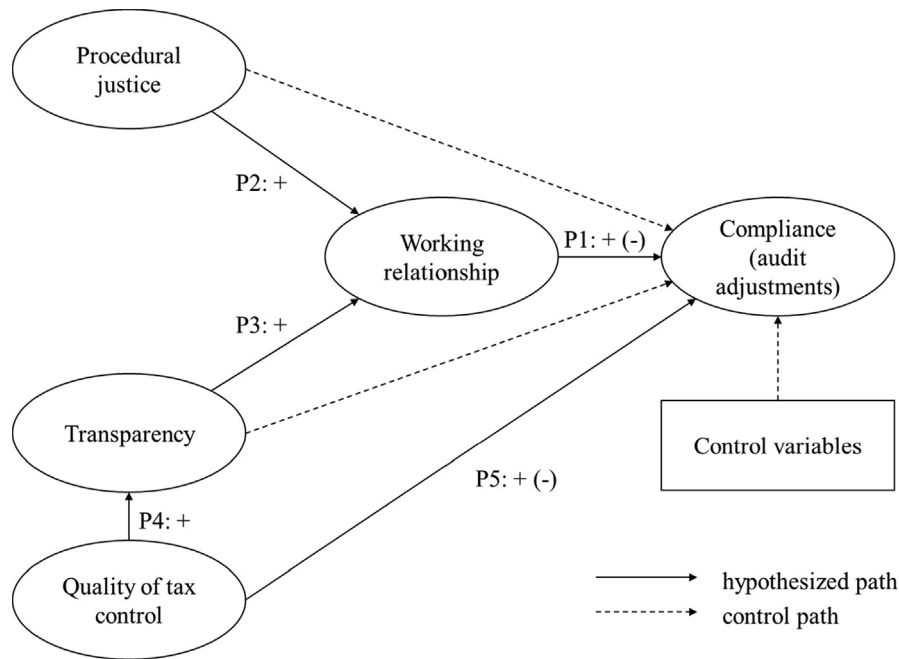 Procedural
justice
P2: +
Working
relationship
P1: + (-)
Compliance
(audit
adjustments)
P3: +
Transparency
Control variables
P5: + (-)
P4: +
Quality of tax
control
hypothesized path
control path